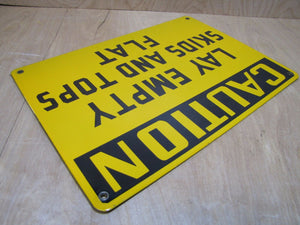 CAUTION
LAY EMPTY
SKIDS AND TOPS
FLAT